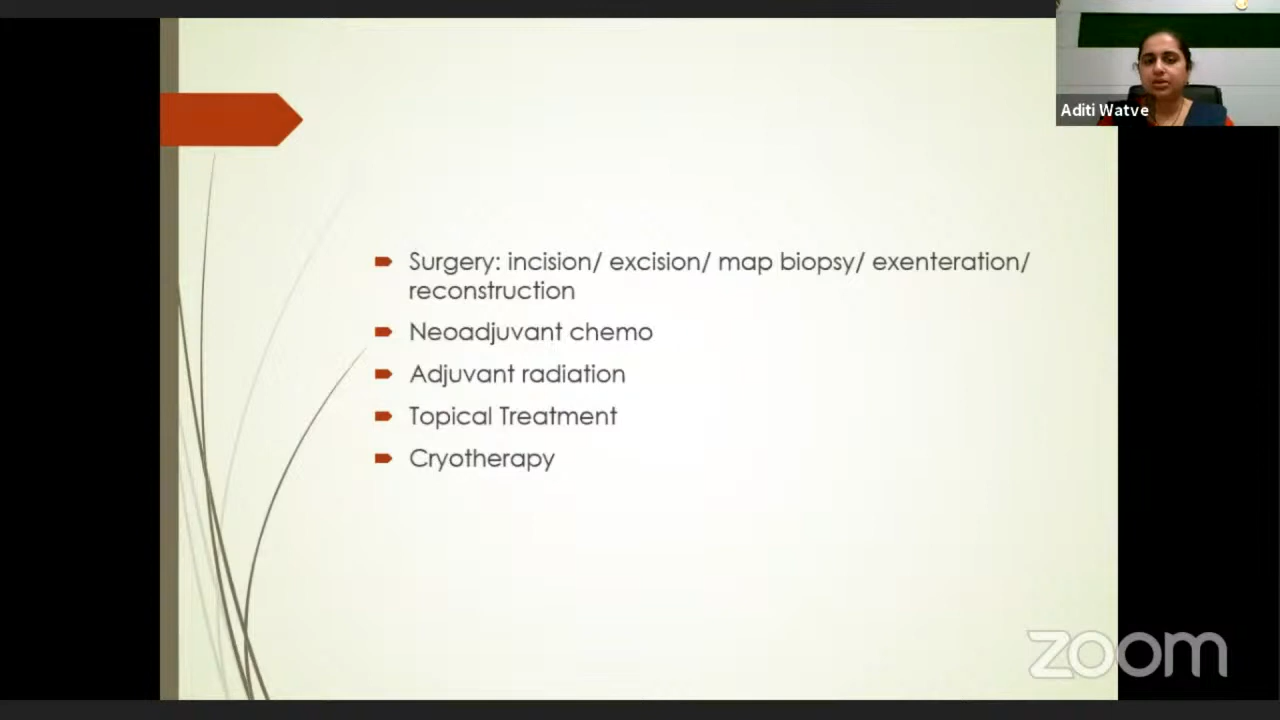 Aditi Watve
Surgery: incision/ excision/ map biopsy/ exenteration/
reconstruction
Neoadjuvant chemo
Adjuvant radiation
Topical Treatment
Cryotherapy
zoom